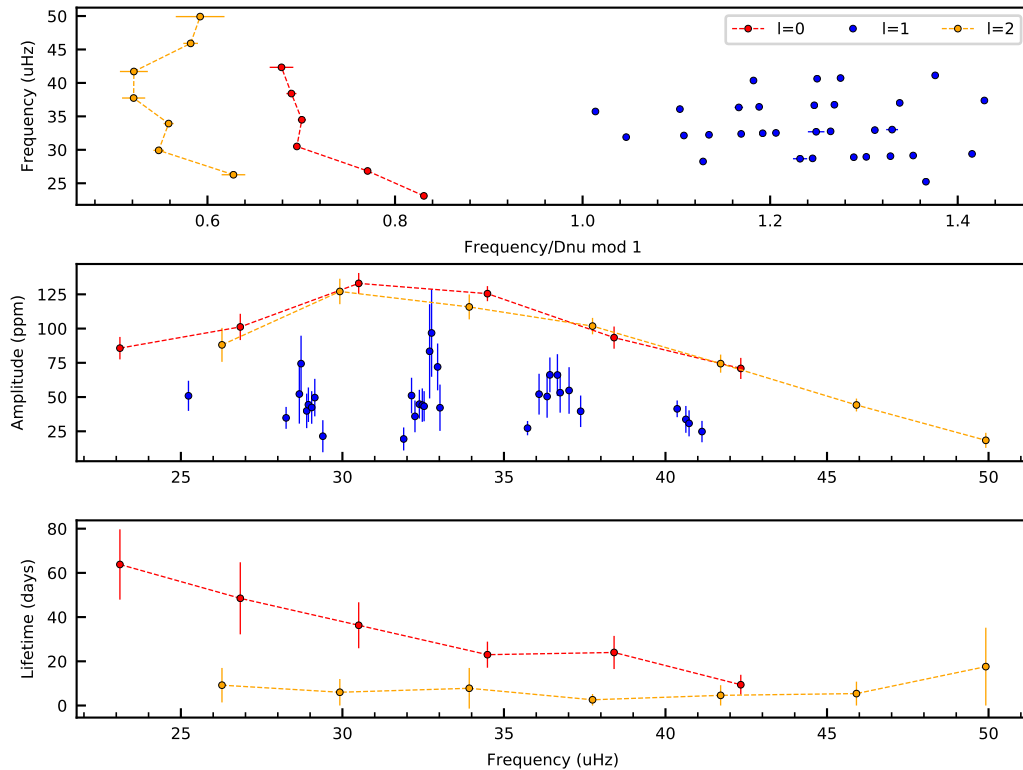 50
45
40
35
30
25
Frequency (uHz)
l=0 l=1 l=2
0.6 0.8 1.0 1.2 1.4
Frequency/Dnu mod 1
125
100
75
50
25
Amplitude (ppm)
25 30 35 40 45 50
80
60
40
20
0
Lifetime (days)
25 30 35 40 45 50
Frequency (uHz)